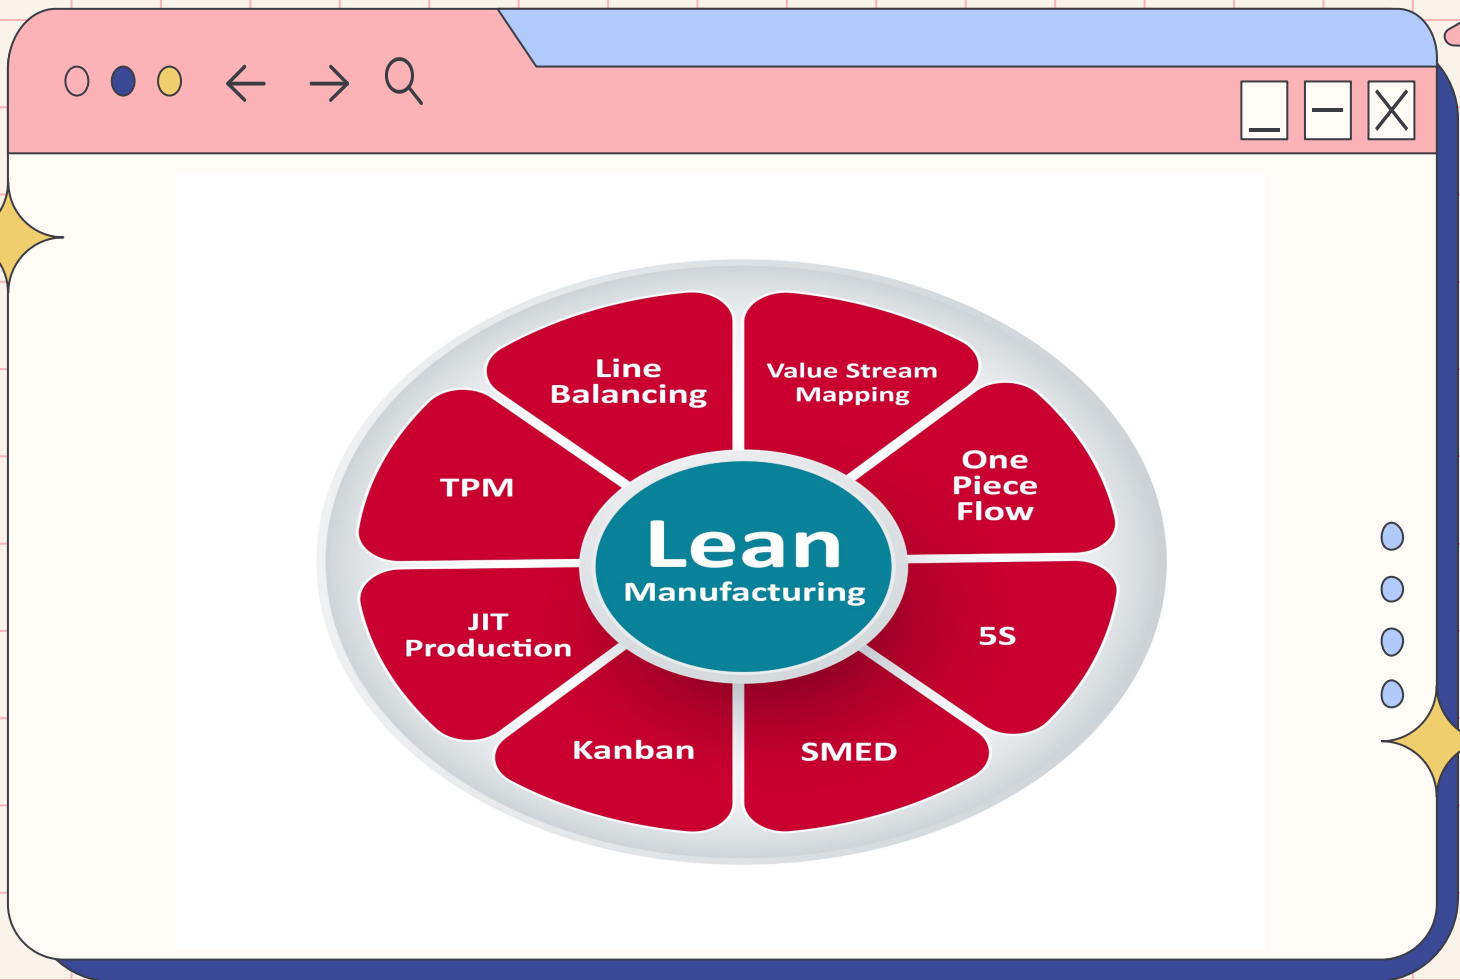 Line
Balancing
Value Stream
Mapping
One
Piece
Flow
TPM
Lean
Manufacturing
JIT
Production
5S
Kanban
SMED